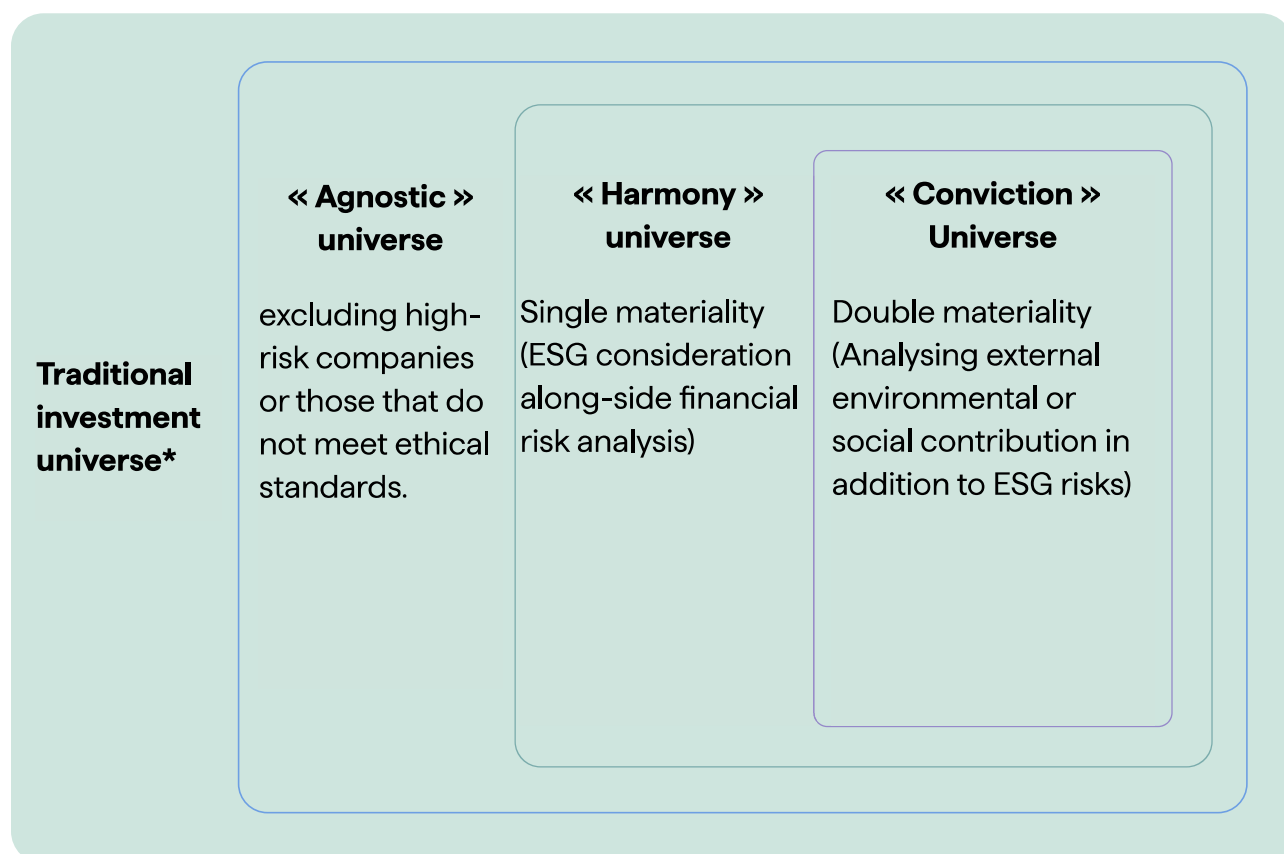 Traditional
investment
universe*
« Agnostic »
universe
excluding high-
risk companies
or those that do
not meet ethical
standards.
« Harmony »
universe
Single materiality
(ESG consideration
along-side financial
risk analysis)
« Conviction »
Universe
Double materiality
(Analysing external
environmental or
social contribution in
addition to ESG risks)